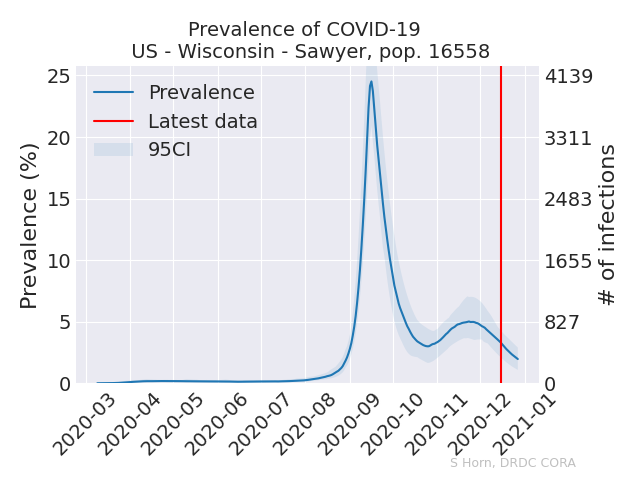 Prevalence of COVID-19
US - Wisconsin - Sawyer, pop. 16558
Prevalence
Latest data
95CI
Prevalence (%)
25
20
15
10
5
0
# of infections
4139
3311
2483
1655
827
0
2020-03
2020-04
2020-05
2020-06
2020-07
2020-08
2020-09
2020-10
2020-11
2020-12
2021-01
S Horn, DRDC CORA